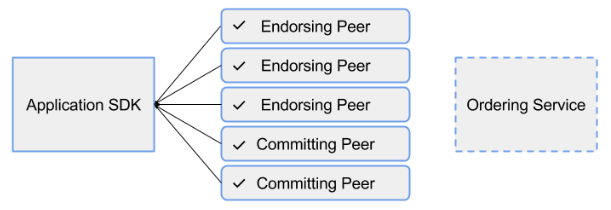 Application SDK
✓ Endorsing Peer
✓ Endorsing Peer
✓ Endorsing Peer
✓ Committing Peer
✓ Committing Peer
Ordering Service